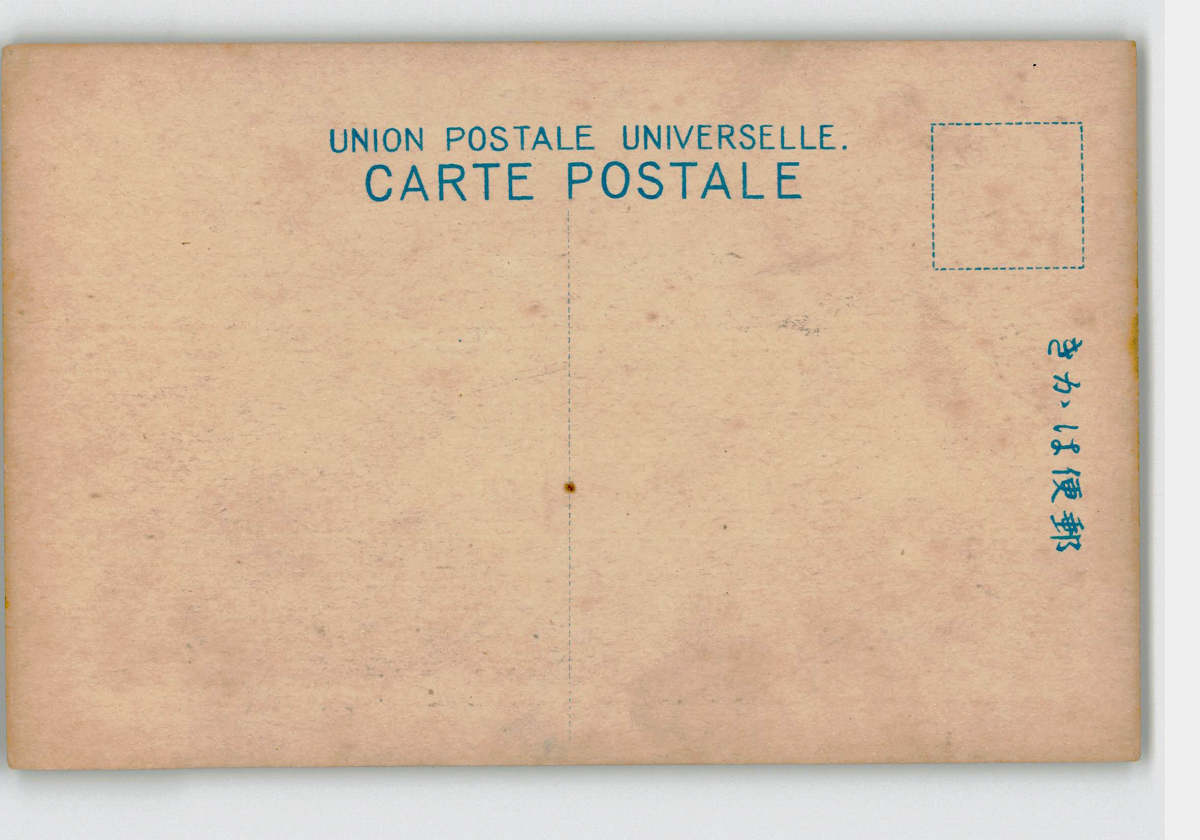 UNION POSTALE UNIVERSELLE.
CARTE POSTALE
郵便はかき